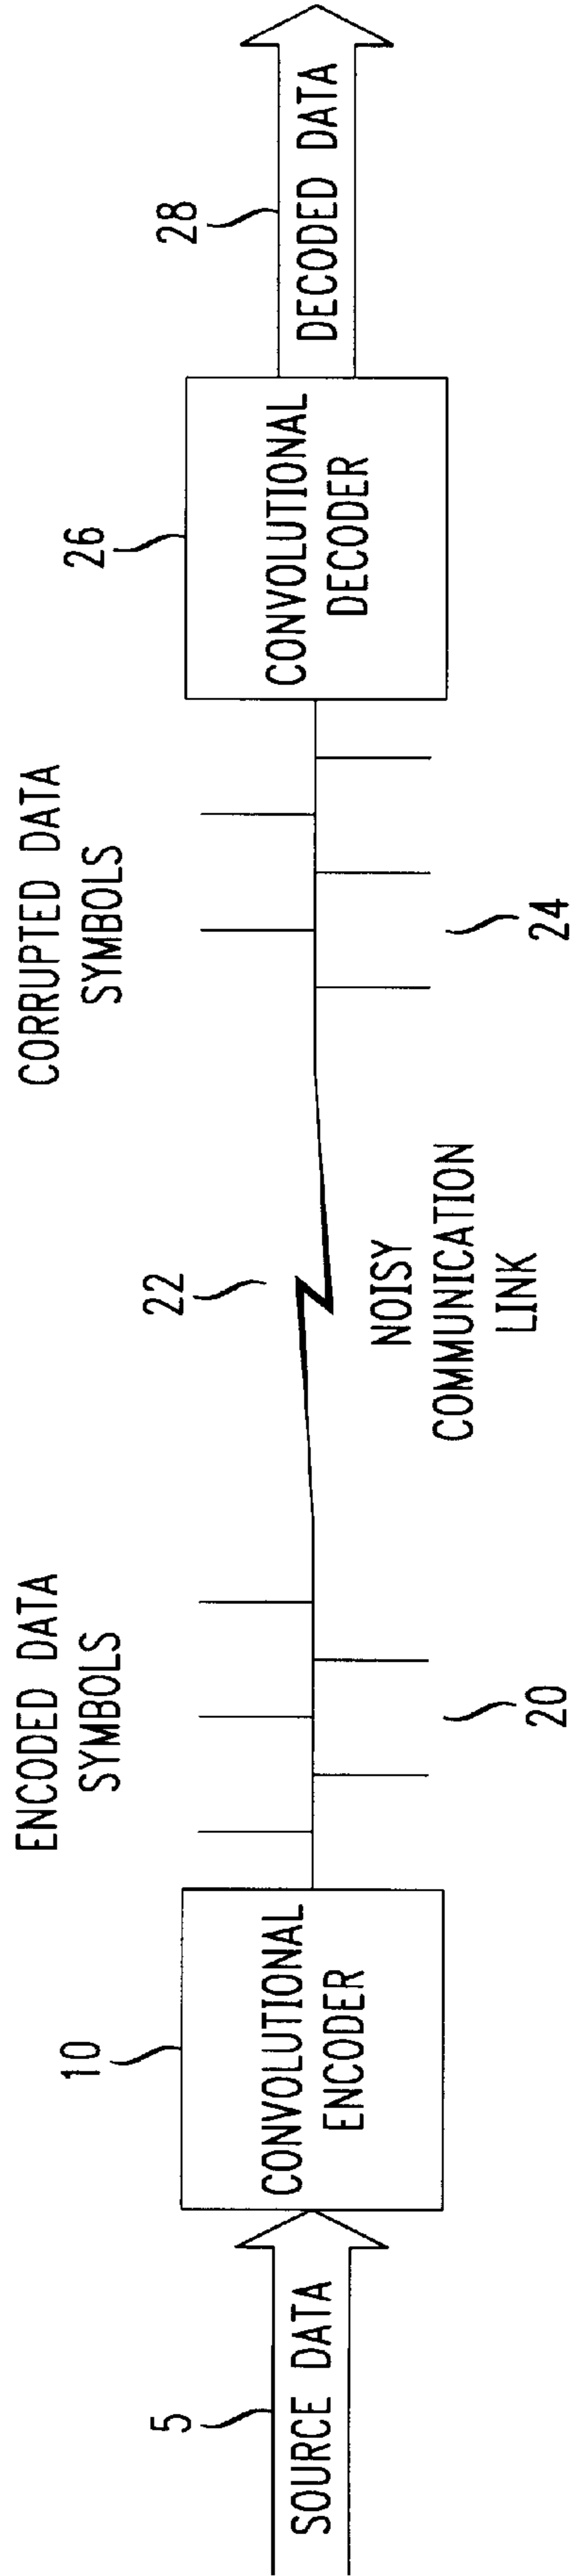 5
SOURCE DATA
10
CONVOLUTIONAL
ENCODER
ENCODED DATA
SYMBOLS
20
22
NOISY
COMMUNICATION
LINK
CORRUPTED DATA
SYMBOLS
24
26
CONVOLUTIONAL
DECODER
28
DECODED DATA